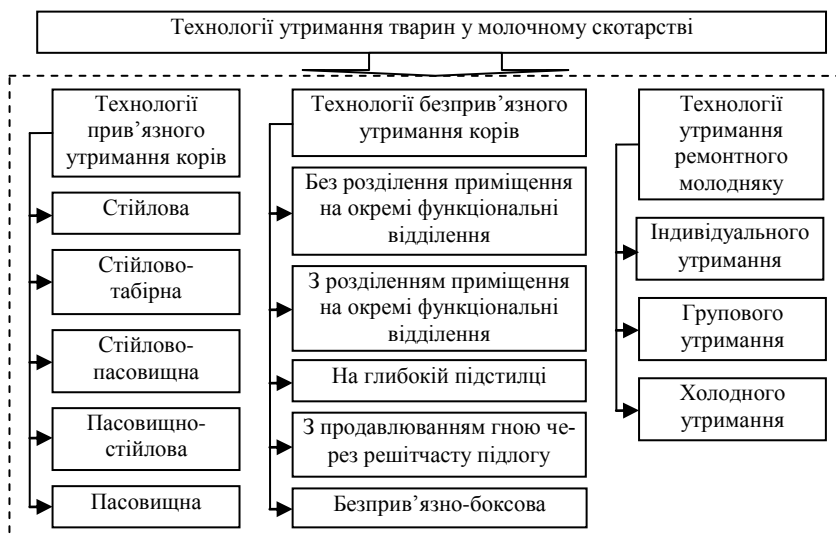 Технології утримання тварин у молочному скотарстві
Технології
прив’язного
утримання корів
Стійлова
Стійлово-
табірна
Стійлово-
пасовищна
Пасовищно-
стійлова
Пасовищна
Технології безприв’язного
утримання корів
Без розділення приміщення
на окремі функціональні
відділення
З розділенням приміщення
на окремі функціональні
відділення
На глибокій підстилці
З продавлюванням гною че-
рез решітчасту підлогу
Безприв’язно-боксова
Технології
утримання
ремонтного
молодняку
Індивідуального
утримання
Групового
утримання
Холодного
утримання